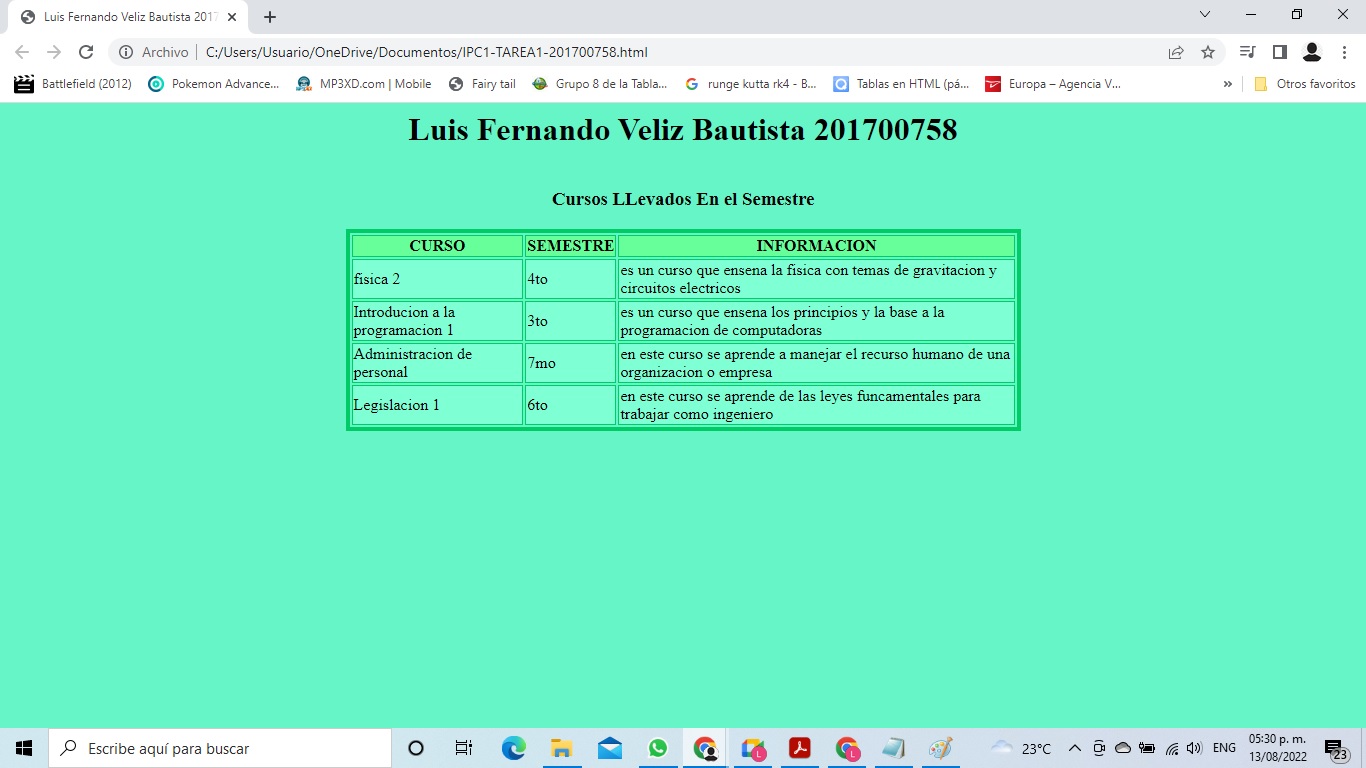 Luis Fernando Veliz Bautista 2017
Archivo C:/Users/Usuario/OneDrive/Documentos/IPC1-TAREA1-201700758.html
Battlefield (2012) Pokemon Advance... MP3XD.com | Mobile Fairy tail Grupo 8 de la Tabla... runge kutta rk4 - B... Tablas en HTML (pá... Europa – Agencia V... » Otros favoritos
Luis Fernando Veliz Bautista 201700758
Cursos LLevados En el Semestre
CURSO SEMESTRE INFORMACION
fisica 2 4to es un curso que ensena la fisica con temas de gravitacion y
circuitos electricos
Introducion a la
programacion 1 3to es un curso que ensena los principios y la base a la
programacion de computadoras
Administracion de
personal 7mo en este curso se aprende a manejar el recurso humano de una
organizacion o empresa
Legislacion 1 6to en este curso se aprende de las leyes funcamentales para
trabajar como ingeniero
Escribe aquí para buscar L L 23°C ENG 05:30 p. m.
13/08/2022 23